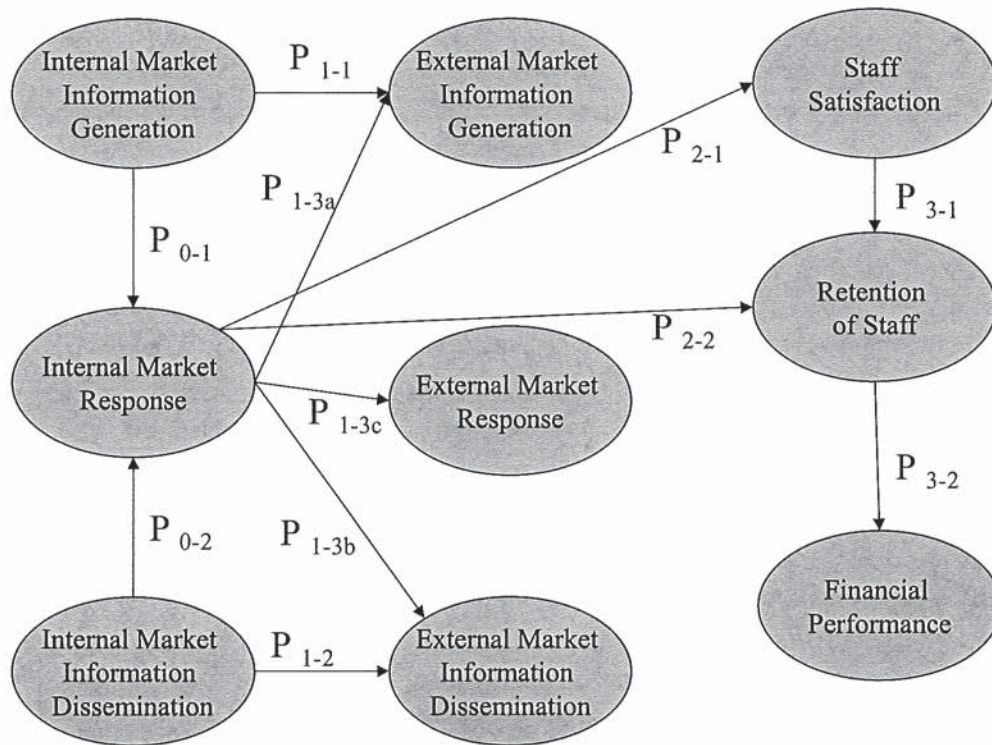 Internal Market
Information
Generation
P 1-1
External Market
Information
Generation
Staff
Satisfaction
P 2-1
P 1-3a
P 3-1
P 0-1
Retention
of Staff
P 2-2
Internal Market
Response
External Market
Response
P 1-3c
P 3-2
P 0-2
P 1-3b
Financial
Performance
Internal Market
Information
Dissemination
P 1-2
External Market
Information
Dissemination